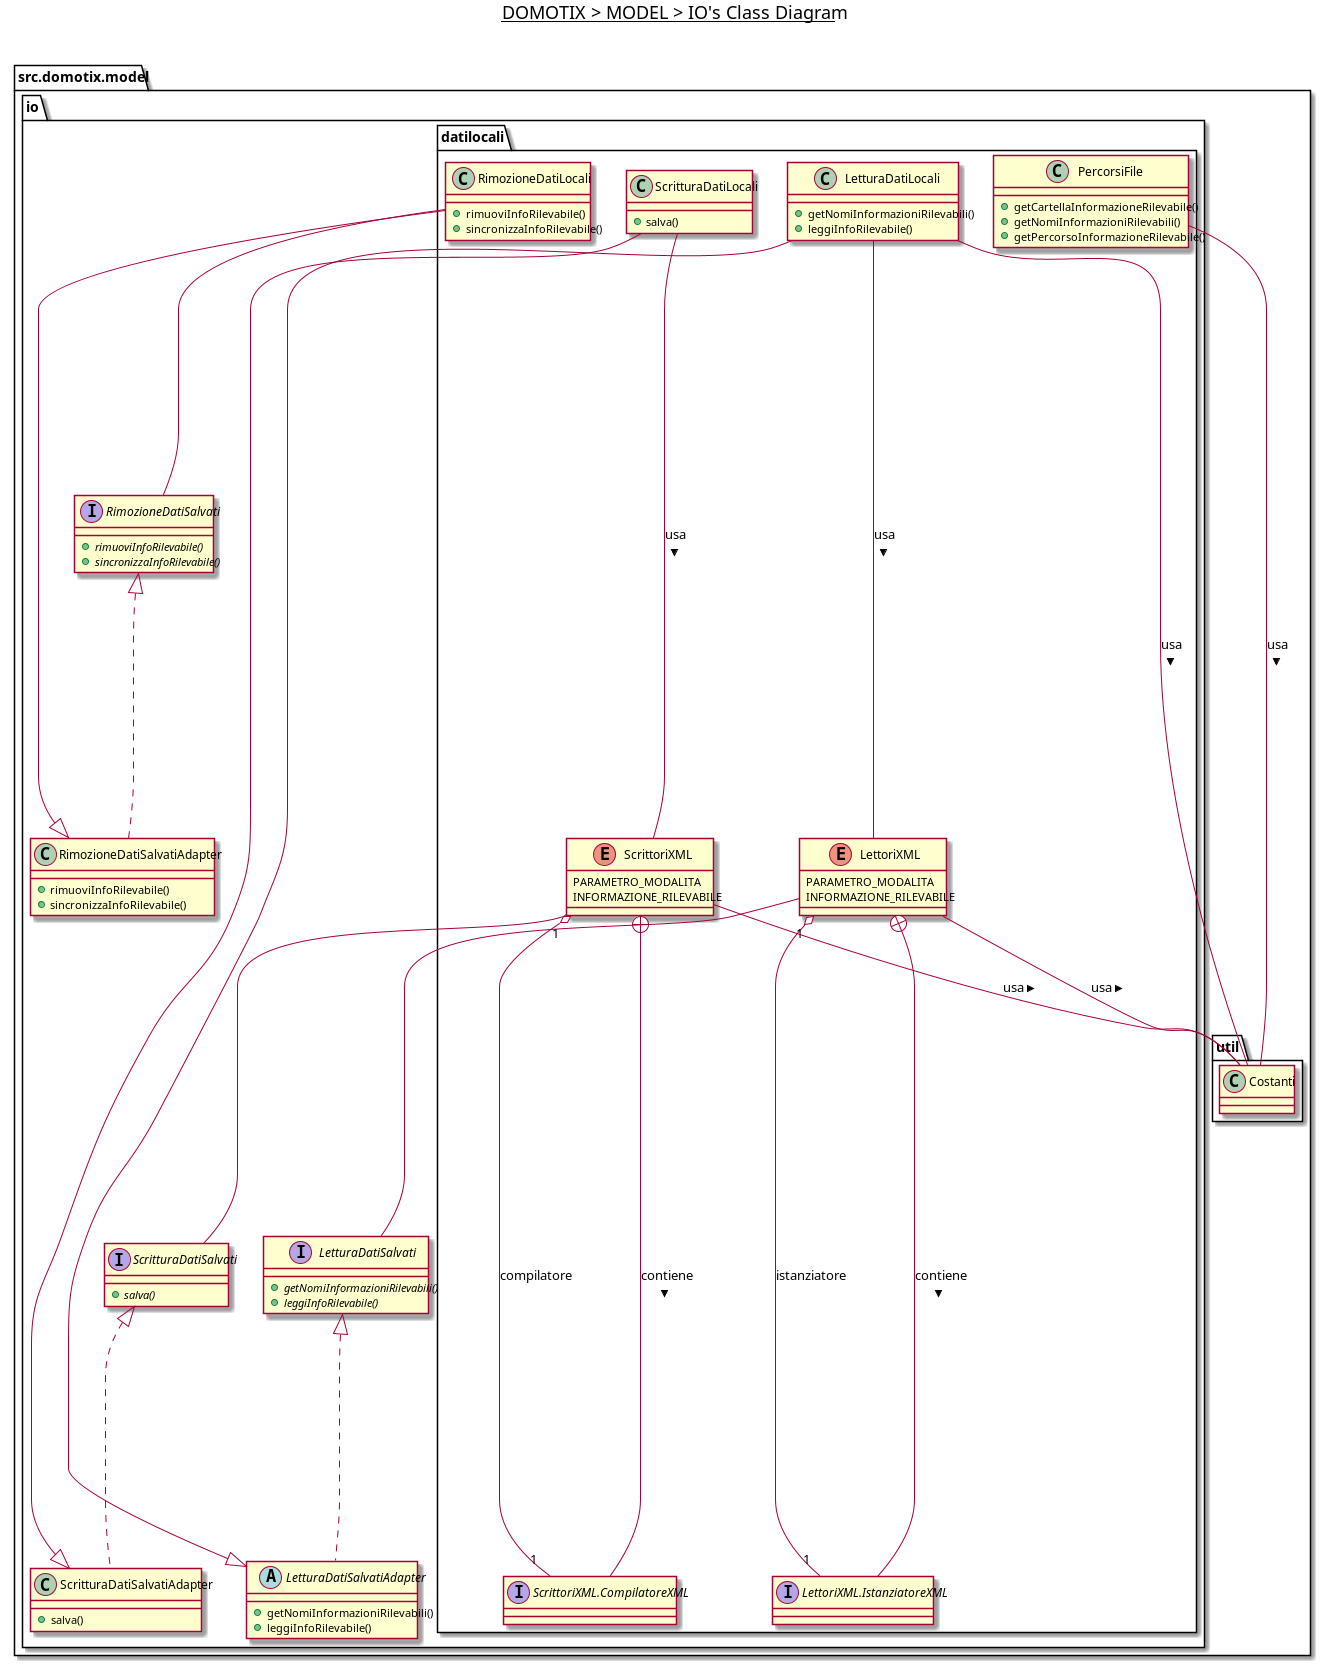 DOMOTIX > MODEL > IO's Class Diagram
src.domotix.model
io
datilocali
C RimozioneDatiLocali
rimuoviInfoRilevabile()
sincronizzaInfoRilevabile()
C ScritturaDatiLocali
salva()
C LetturaDatiLocali
getNomiInformazioniRilevabili()
leggiInfoRilevabile()
C PercorsiFile
getCartellaInformazioneRilevabile()
getNomiInformazioniRilevabili()
getPercorsoInformazioneRilevabile()
I RimozioneDatiSalvati
rimuoviInfoRilevabile()
sincronizzaInfoRilevabile()
usa
usa
usa
usa
C RimozioneDatiSalvatiAdapter
rimuoviInfoRilevabile()
sincronizzaInfoRilevabile()
E ScrittoriXML
PARAMETRO_MODALITA
INFORMAZIONE_RILEVABILE
E LettoriXML
PARAMETRO_MODALITA
INFORMAZIONE_RILEVABILE
1
1
usa
usa
util
C Costanti
I ScritturaDatiSalvati
salva()
I LetturaDatiSalvati
getNomiInformazioniRilevabili()
leggiInfoRilevabile()
compilatore
contiene
istanziatore
contiene
1
1
C ScritturaDatiSalvatiAdapter
salva()
A LetturaDatiSalvatiAdapter
getNomiInformazioniRilevabili()
leggiInfoRilevabile()
I ScrittoriXML.CompilatoreXML
I LettoriXML.IstanziatoreXML